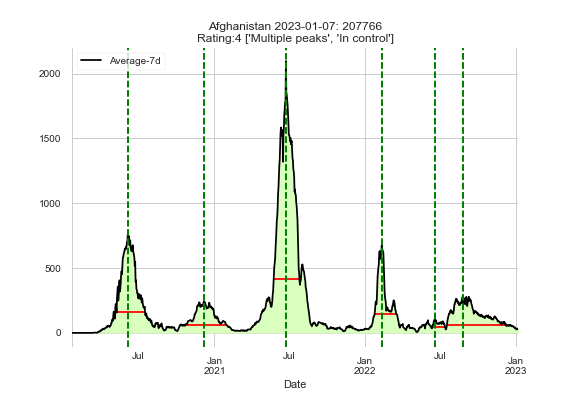 Afghanistan 2023-01-07: 207766
Rating:4 ['Multiple peaks', 'In control']
Average-7d
2000
1500
1000
500
0
Jul
Jan
2021
Jul
Jan
2022
Jul
Jan
2023
Date